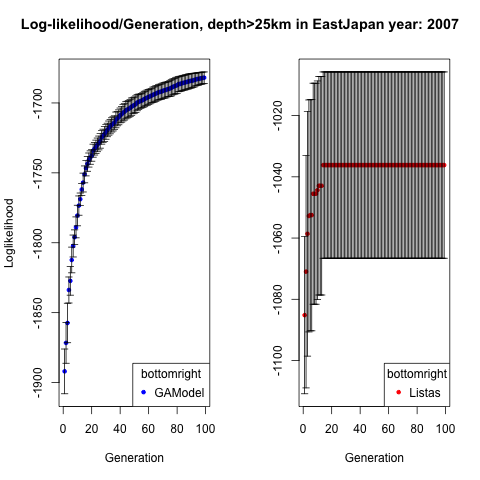 Log-likelihood/Generation, depth>25km in EastJapan year: 2007
Loglikelihood
-1700
-1750
-1800
-1850
-1900
bottomright
GAModel
0 20 40 60 80 100
Generation
-1020
-1040
-1060
-1080
-1100
bottomright
Listas
0 20 40 60 80 100
Generation